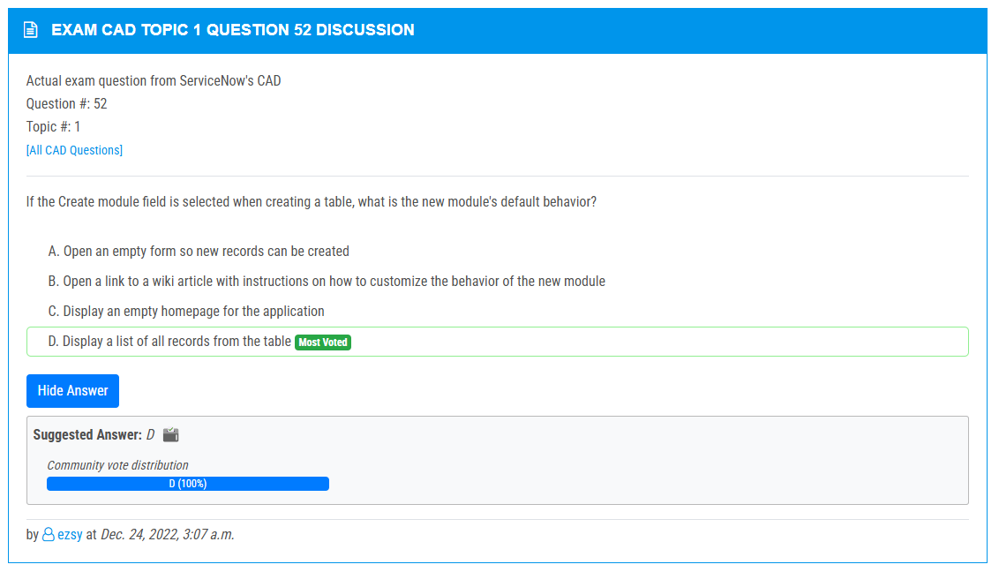 EXAM CAD TOPIC 1 QUESTION 52 DISCUSSION
Actual exam question from ServiceNow's CAD
Question #: 52
Topic #: 1
[All CAD Questions]
If the Create module field is selected when creating a table, what is the new module's default behavior?
A. Open an empty form so new records can be created
B. Open a link to a wiki article with instructions on how to customize the behavior of the new module
C. Display an empty homepage for the application
D. Display a list of all records from the table Most Voted
Hide Answer
Suggested Answer: D
Community vote distribution
D (100%)
by ezsy at Dec. 24, 2022, 3:07 a.m.